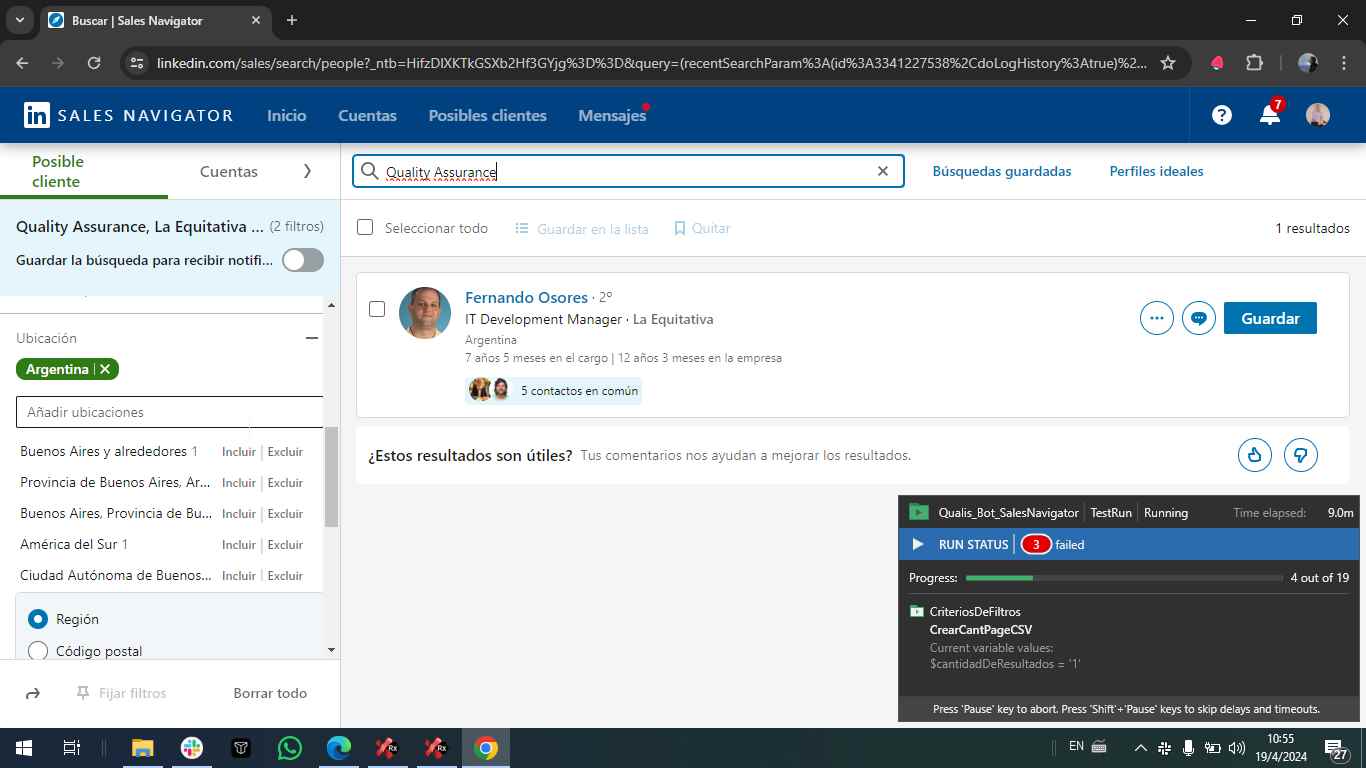 Buscar | Sales Navigator
linkedin.com/sales/search/people?_ntb=HifzDlXKTkGSXb2Hf3GYjg%3D%3D&query=(recentSearchParam%3A(id%3A3341227538%2CdoLogHistory%3Atrue)%2...
in SALES NAVIGATOR
Inicio
Cuentas
Posibles clientes
Mensajes
7
Posible
cliente
Cuentas
Quality Assurance
Búsquedas guardadas
Perfiles ideales
Quality Assurance, La Equitativa ... (2 filtros)
Guardar la búsqueda para recibir notifi...
Seleccionar todo
Guardar en la lista
Quitar
1 resultados
Ubicación
Argentina
Añadir ubicaciones
Buenos Aires y alrededores 1 Incluir | Excluir
Provincia de Buenos Aires, Ar... Incluir | Excluir
Buenos Aires, Provincia de Bu... Incluir | Excluir
América del Sur 1 Incluir | Excluir
Ciudad Autónoma de Buenos... Incluir | Excluir
Región
Código postal
Fijar filtros
Borrar todo
Fernando Osores · 2º
IT Development Manager · La Equitativa
Argentina
7 años 5 meses en el cargo | 12 años 3 meses en la empresa
5 contactos en común
Guardar
¿Estos resultados son útiles? Tus comentarios nos ayudan a mejorar los resultados.
Qualis_Bot_SalesNavigator | TestRun | Running Time elapsed: 9.0m
RUN STATUS | 3 failed
Progress: 4 out of 19
CriteriosDeFiltros
CrearCantPageCSV
Current variable values:
$cantidadDeResultados = '1'
Press 'Pause' key to abort. Press 'Shift'+'Pause' keys to skip delays and timeouts.
Rx
Rx
EN
10:55
19/4/2024
27